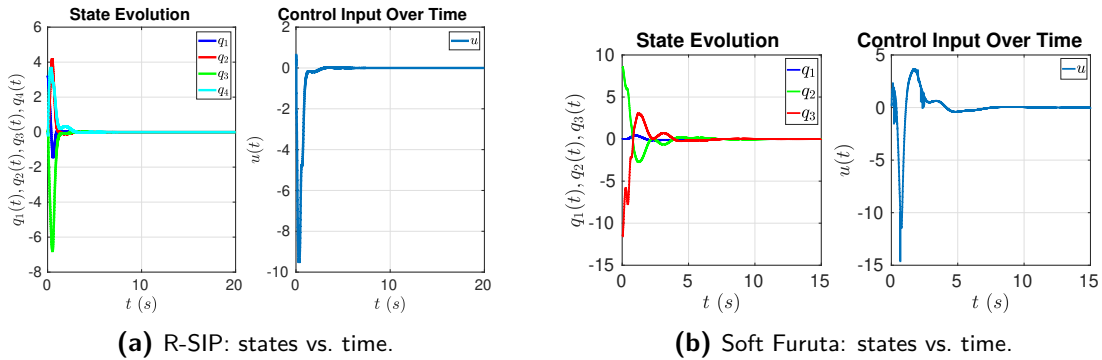 State Evolution
q₁(t), q₂(t), q₃(t), q₄(t)
6
4
2
0
-2
-4
-6
-8
0
10
20
t (s)
q₁
q₂
q₃
q₄
Control Input Over Time
u(t)
2
0
-2
-4
-6
-8
-10
0
10
20
t (s)
u
(a) R-SIP: states vs. time.
State Evolution
q₁(t), q₂(t), q₃(t)
10
5
0
-5
-10
-15
0
5
10
15
t (s)
q₁
q₂
q₃
Control Input Over Time
u(t)
5
0
-5
-10
-15
0
5
10
15
t (s)
u
(b) Soft Furuta: states vs. time.